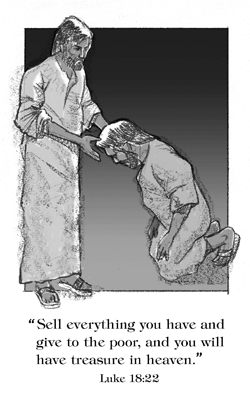 “Sell everything you have and
give to the poor, and you will
have treasure in heaven.”
Luke 18:22